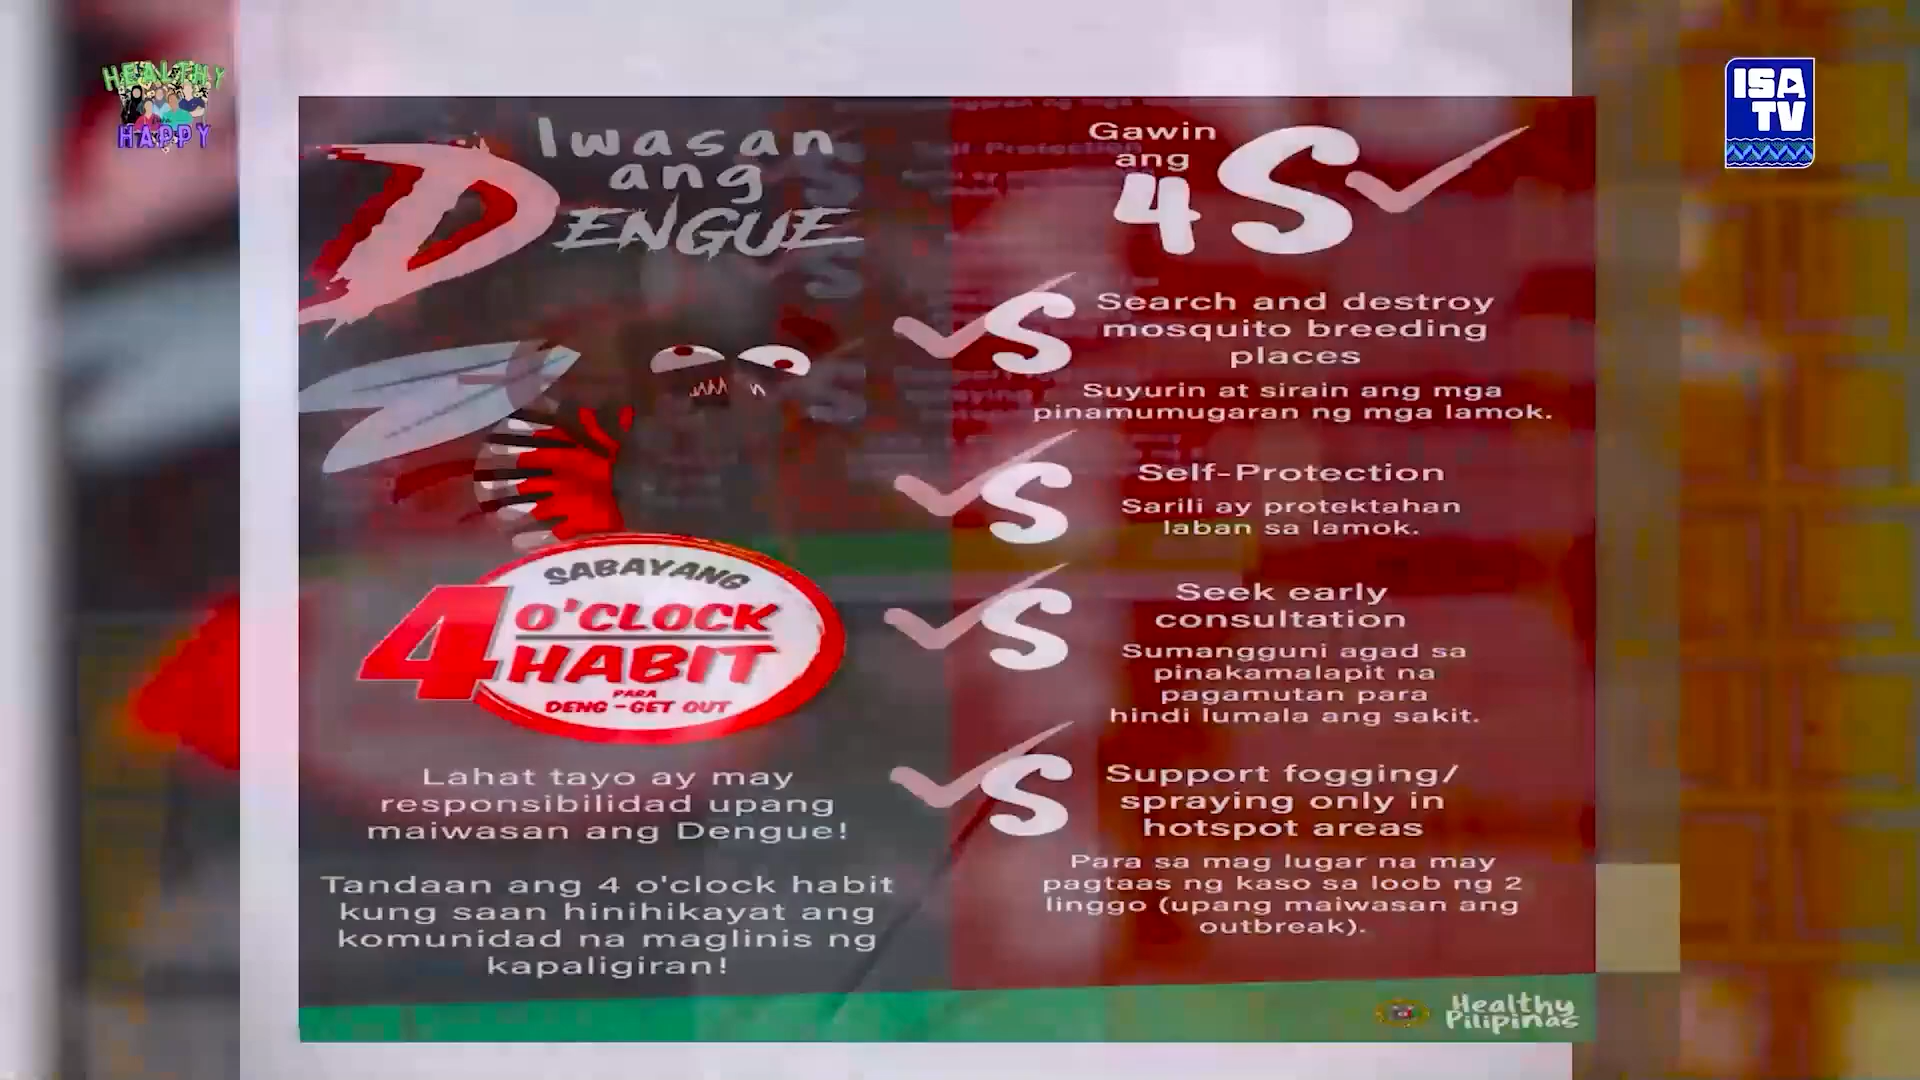 HEALTHY
HAPPY
ISA
TV
Iwasan
ang
DENGUE
SABAYANG
4 O'CLOCK
HABIT
PARA
DENG-GET OUT
Lahat tayo ay may
responsibilidad upang
maiwasan ang Dengue!
Tandaan ang 4 o'clock habit
kung saan hinihikayat ang
komunidad na maglinis ng
kapaligiran!
Gawin
ang
4S
S Search and destroy
mosquito breeding
places
Suyurin at sirain ang mga
pinamumugaran ng mga lamok.
S Self-Protection
Sarili ay protektahan
laban sa lamok.
S Seek early
consultation
Sumangguni agad sa
pinakamalapit na
pagamutan para
hindi lumala ang sakit.
S Support fogging/
spraying only in
hotspot areas
Para sa mag lugar na may
pagtaas ng kaso sa loob ng 2
linggo (upang maiwasan ang
outbreak).
Healthy
Pilipinas